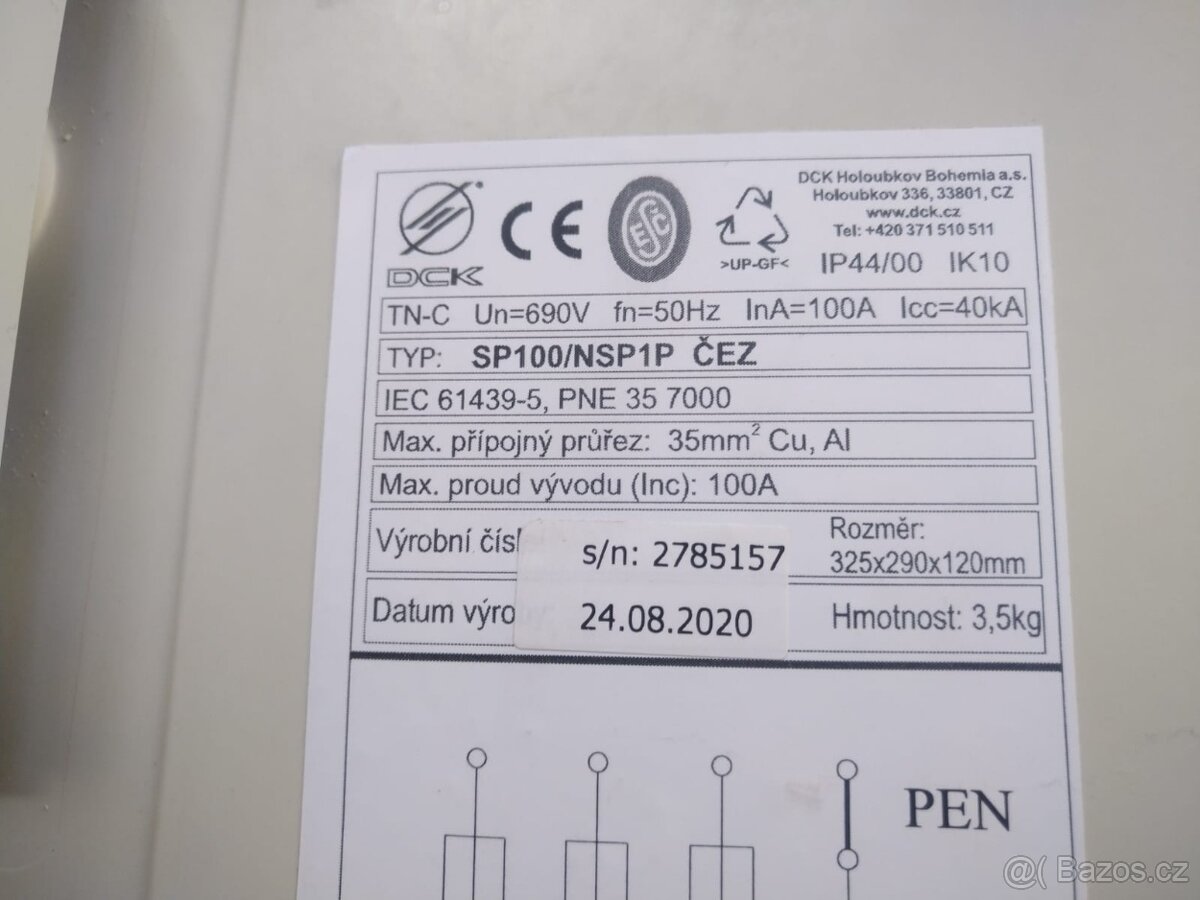 DCK Holoubkov Bohemia a.s.
Holoubkov 336, 33801, CZ
www.dck.cz
Tel: +420 371 510 511
DCK
CE
ESČ
>UP-GF<
IP44/00 IK10
TN-C Un=690V fn=50Hz InA=100A Icc=40kA
TYP: SP100/NSP1P ČEZ
IEC 61439-5, PNE 35 7000
Max. přípojný průřez: 35mm² Cu, Al
Max. proud vývodu (Inc): 100A
Výrobní čísl s/n: 2785157
Rozměr:
325x290x120mm
Datum výroby: 24.08.2020
Hmotnost: 3,5kg
PEN
@( Bazos.cz